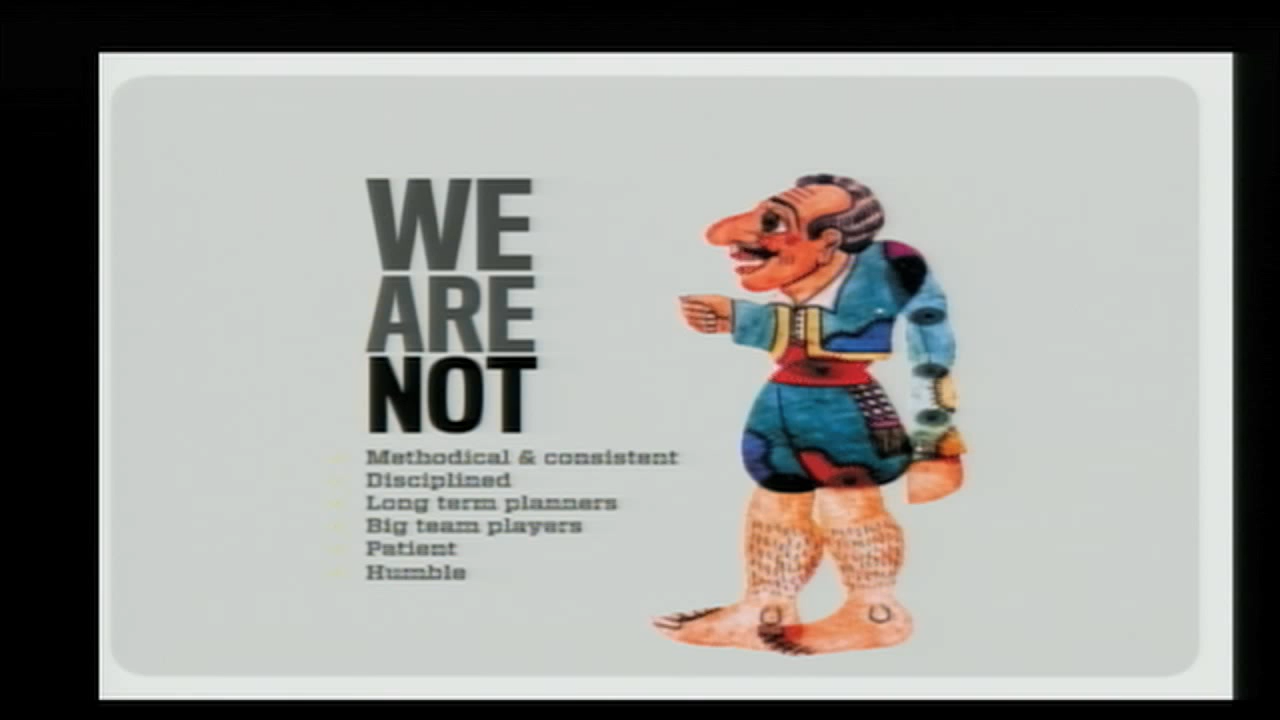 WE
ARE
NOT
Methodical & consistent
Disciplined
Long term planners
Big team players
Patient
Humble